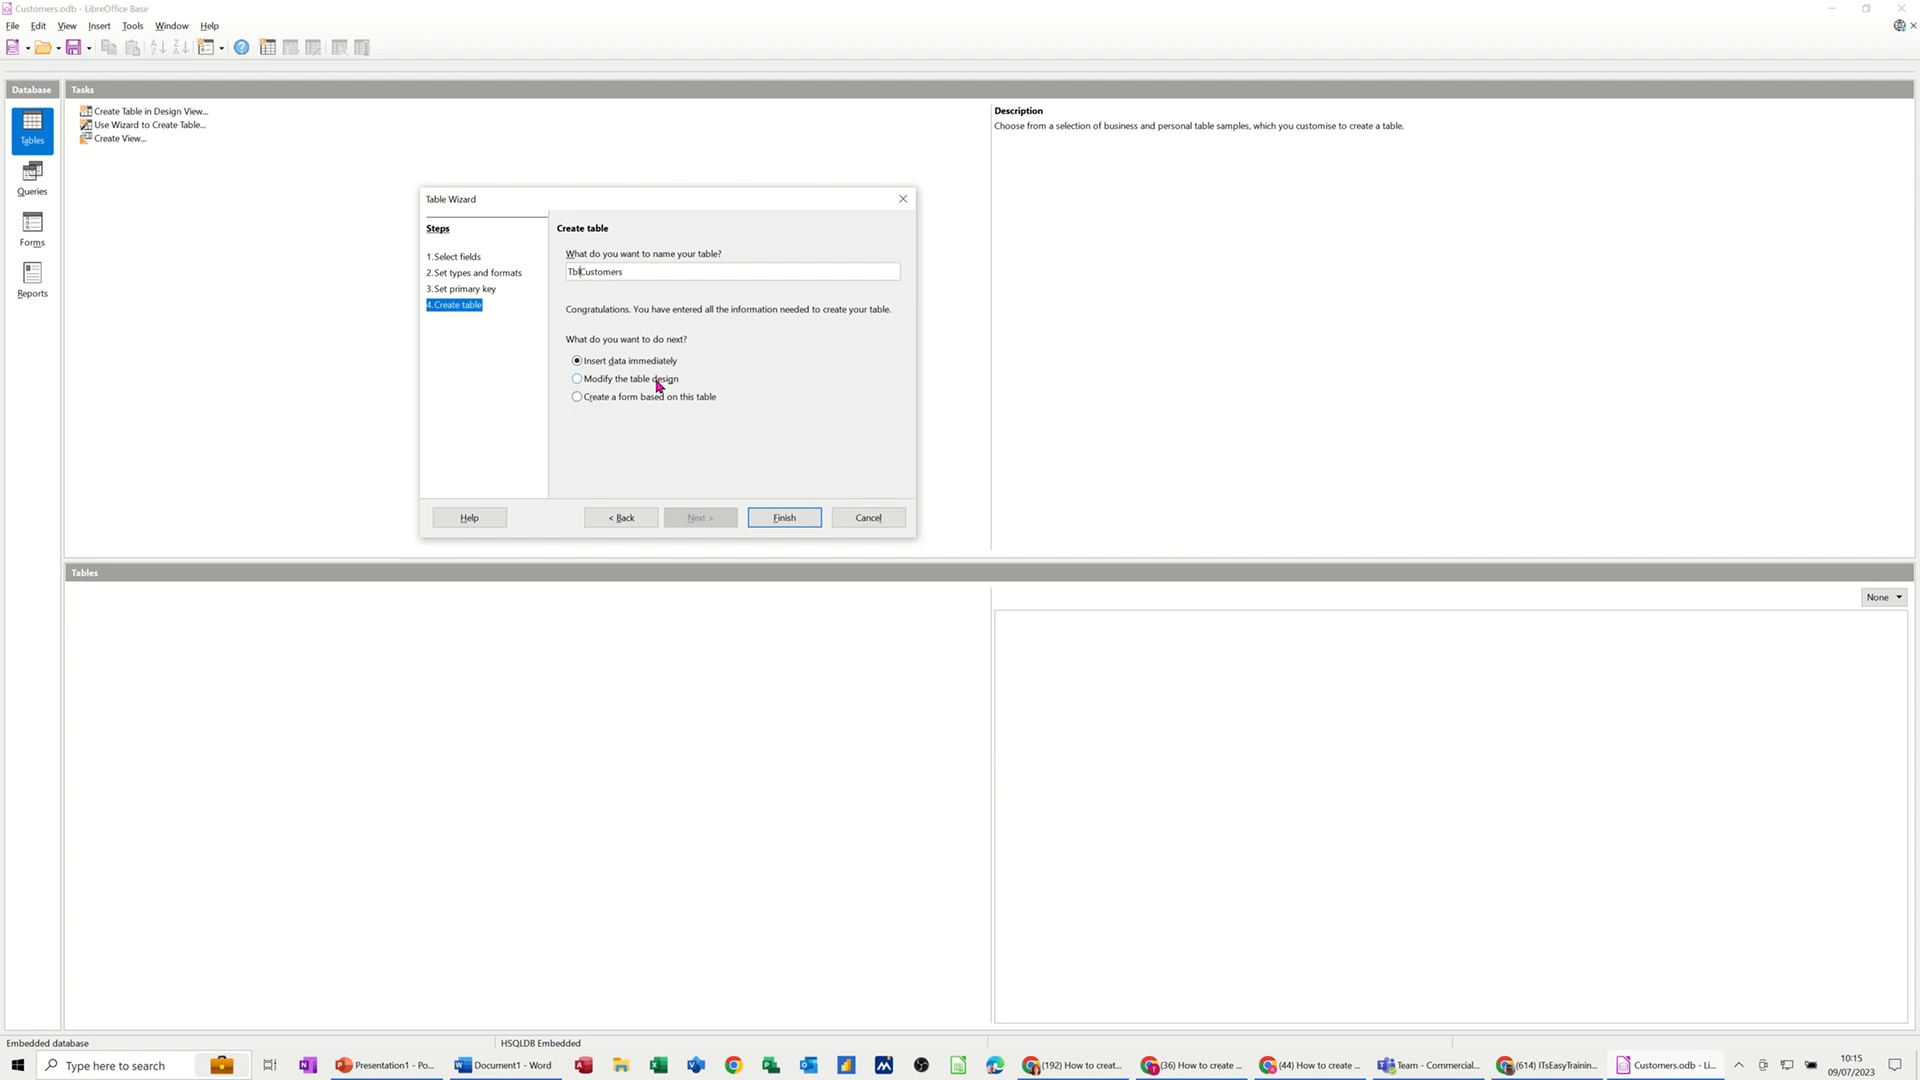 Customers.odb - LibreOffice Base
File Edit View Insert Tools Window Help
Database
Tasks
Tables
Queries
Forms
Reports
Create Table in Design View...
Use Wizard to Create Table...
Create View...
Description
Choose from a selection of business and personal table samples, which you customise to create a table.
Table Wizard
Steps
1.Select fields
2.Set types and formats
3.Set primary key
4.Create table
Create table
What do you want to name your table?
TblCustomers
Congratulations. You have entered all the information needed to create your table.
What do you want to do next?
Insert data immediately
Modify the table design
Create a form based on this table
Help
< Back
Next >
Finish
Cancel
Tables
None
Embedded database
HSQLDB Embedded
Type here to search
Presentation1 - Po...
Document1 - Word
(192) How to creat...
(36) How to create ...
(44) How to create ...
Team - Commercial...
(614) ITsEasyTrainin...
Customers.odb - Li...
10:15
09/07/2023